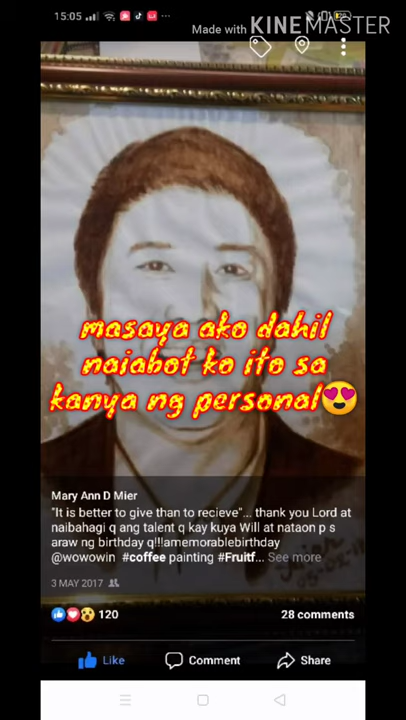 15:05
Made with KINEMASTER
masaya ako dahil
naiabot ko ito sa
kanya ng personal😍
Mary Ann D Mier
"It is better to give than to recieve"... thank you Lord at
naibahagi q ang talent q kay kuya Will at nataon p s
araw ng birthday q!!!amemorablebirthday
@wowowin #coffee painting #Fruitf... See more
3 MAY 2017
120
28 comments
Like
Comment
Share